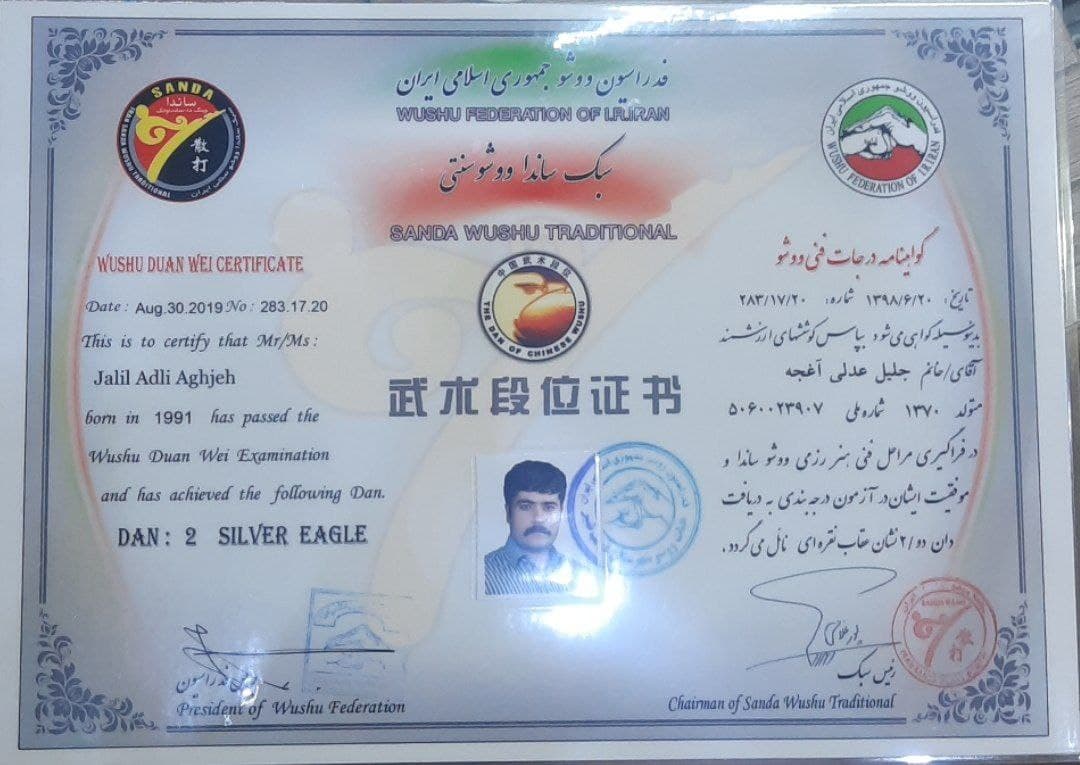 فدراسیون ووشو جمهوری اسلامی ایران
WUSHU FEDERATION OF I.R.IRAN
سبک ساندا ووشو سنتی
SANDA WUSHU TRADITIONAL
SANDA
ساندا
散打
WUSHU FEDERATION OF I.R.IRAN
中国武术段位
THE DAN OF CHINESE WUSHU
武术段位证书
WUSHU DUAN WEI CERTIFICATE
Date : Aug.30.2019 No : 283.17.20
This is to certify that Mr/Ms :
Jalil Adli Aghjeh
born in 1991 has passed the
Wushu Duan Wei Examination
and has achieved the following Dan.
DAN : 2 SILVER EAGLE
President of Wushu Federation
گواهینامه درجات فنی ووشو
تاریخ : ۱۳۹۸/۶/۲۰ شماره: ۲۸۳/۱۷/۲۰
بدینوسیله گواهی می شود بپاس کوششهای ارزشمند
آقای/خانم جلیل عدلی آغجه
متولد ۱۳۷۰ شماره ملی ۵۰۶۰۰۲۳۹۰۷
در فراگیری مراحل فنی هنر رزمی ووشو ساندا و
موفقیت ایشان در آزمون درجه بندی به دریافت
دان دو /۲ نشان عقاب نقره ای نائل می گردد.
رئیس سبک
Chairman of Sanda Wushu Traditional
散打